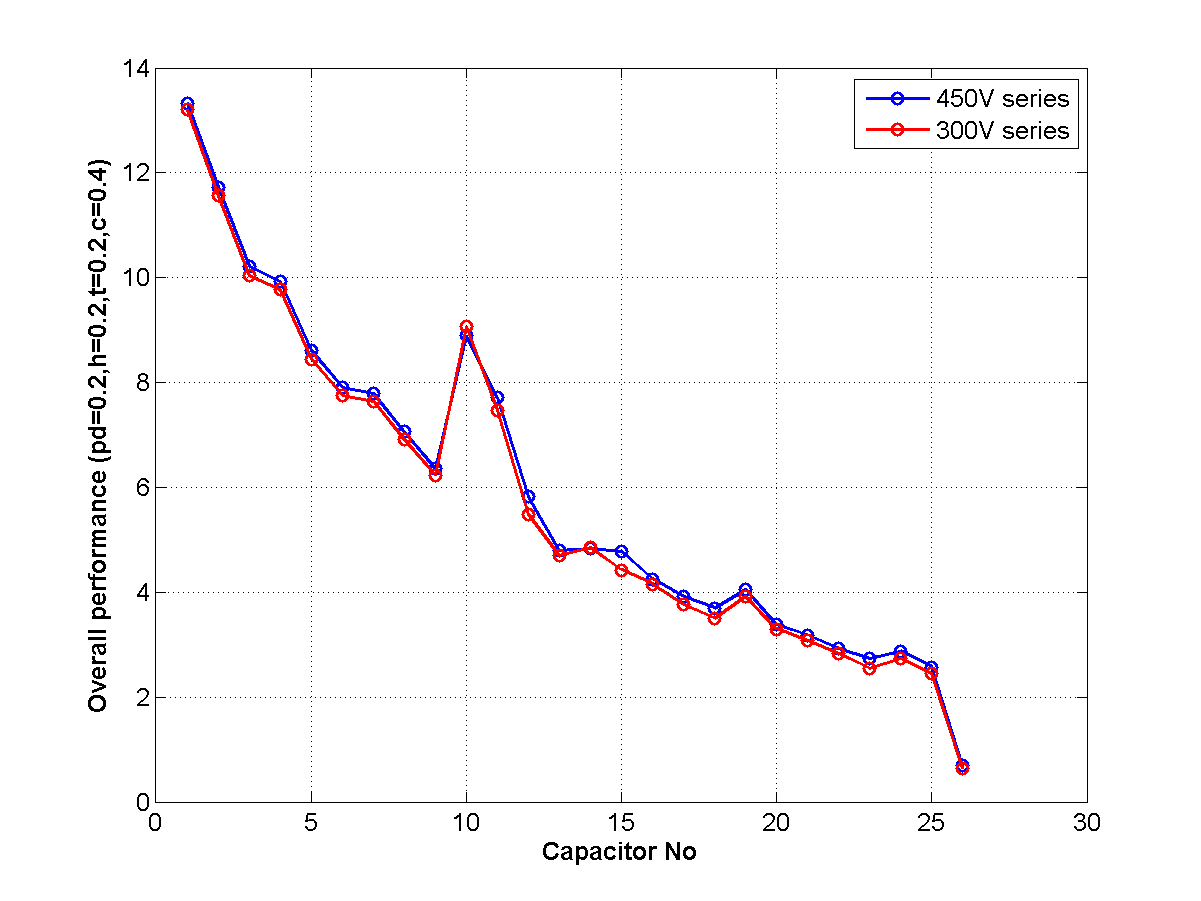 450V series
300V series
Overall performance (pd=0.2,h=0.2,t=0.2,c=0.4)
14
12
10
8
6
4
2
0
0 5 10 15 20 25 30
Capacitor No